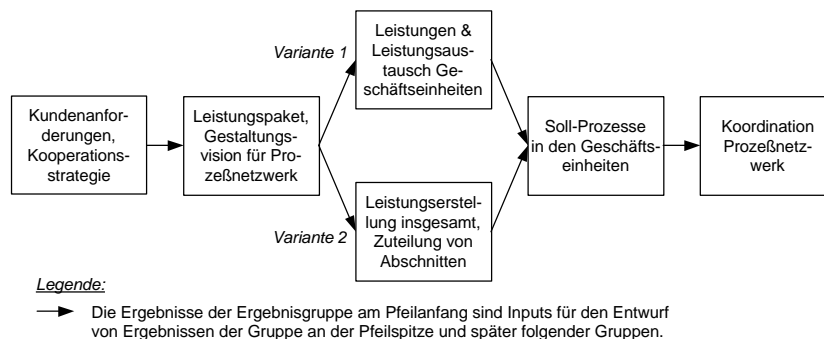 Variante 1
Leistungen &
Leistungsaus-
tausch Ge-
schäftseinheiten
Kundenanfor-
derungen,
Kooperations-
strategie
Leistungspaket,
Gestaltungs-
vision für Pro-
zeßnetzwerk
Soll-Prozesse
in den Geschäfts-
einheiten
Koordination
Prozeßnetz-
werk
Variante 2
Leistungserstel-
lung insgesamt,
Zuteilung von
Abschnitten
Legende:
Die Ergebnisse der Ergebnisgruppe am Pfeilanfang sind Inputs für den Entwurf
von Ergebnissen der Gruppe an der Pfeilspitze und später folgender Gruppen.